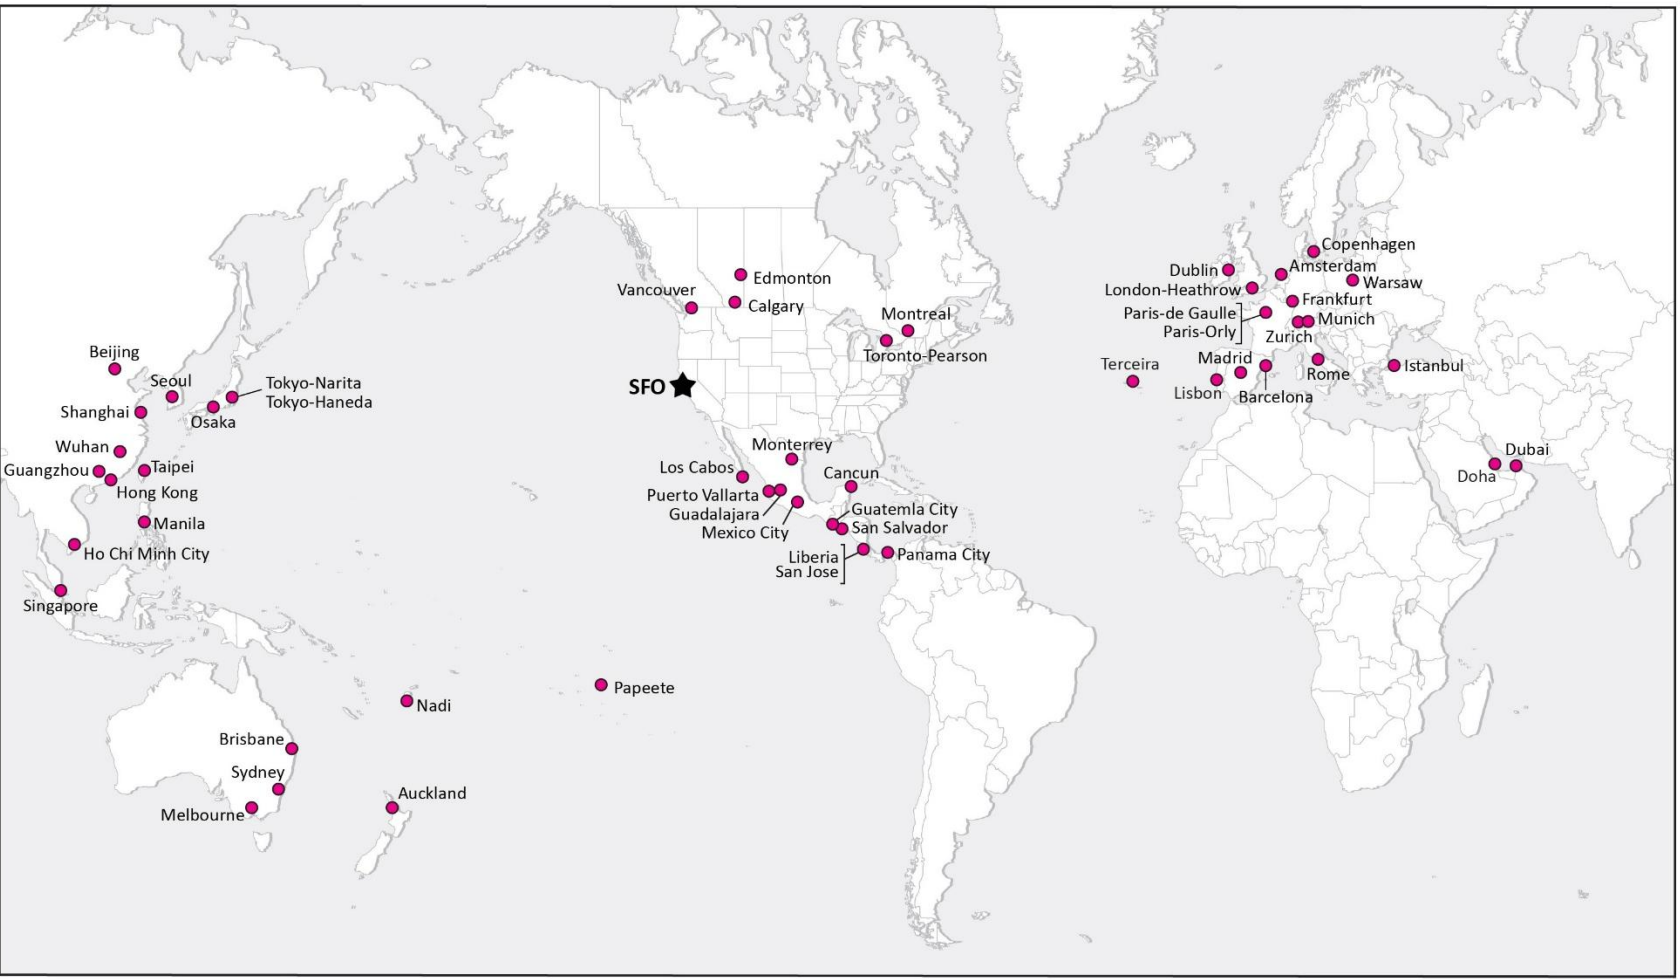 Copenhagen
Dublin
Amsterdam
Edmonton
Warsaw
London-Heathrow
Vancouver
Frankfurt
Calgary
Paris-de Gaulle
Montreal
Munich
Paris-Orly
Zurich
Beijing
Toronto-Pearson
Madrid
Terceira
Istanbul
Rome
Seoul
Tokyo-Narita
SFO
Lisbon
Barcelona
Tokyo-Haneda
Shanghai
Osaka
Monterrey
Wuhan
Dubai
Taipei
Los Cabos
Guangzhou
Cancun
Doha
Hong Kong
Puerto Vallarta
Guatemla City
Guadalajara
Manila
San Salvador
Mexico City
Ho Chi Minh City
Liberia
Panama City
San Jose
Singapore
Papeete
Nadi
Brisbane
Sydney
Auckland
Melbourne